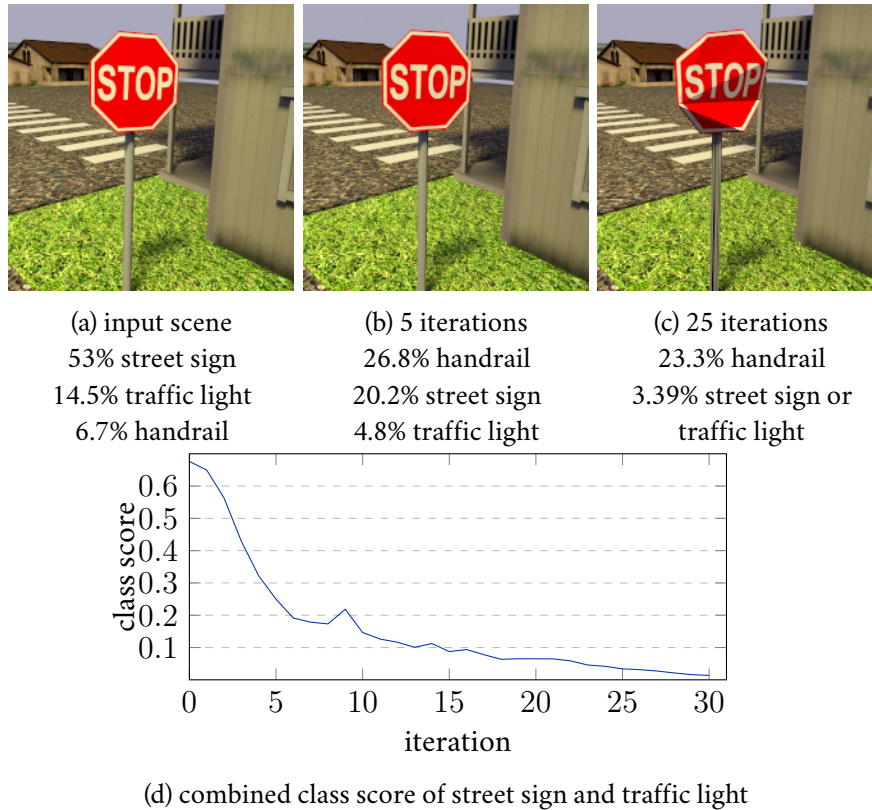 STOP
STOP
STOP
(a) input scene
53% street sign
14.5% traffic light
6.7% handrail
(b) 5 iterations
26.8% handrail
20.2% street sign
4.8% traffic light
(c) 25 iterations
23.3% handrail
3.39% street sign or
traffic light
class score
0.6
0.5
0.4
0.3
0.2
0.1
0 5 10 15 20 25 30
iteration
(d) combined class score of street sign and traffic light